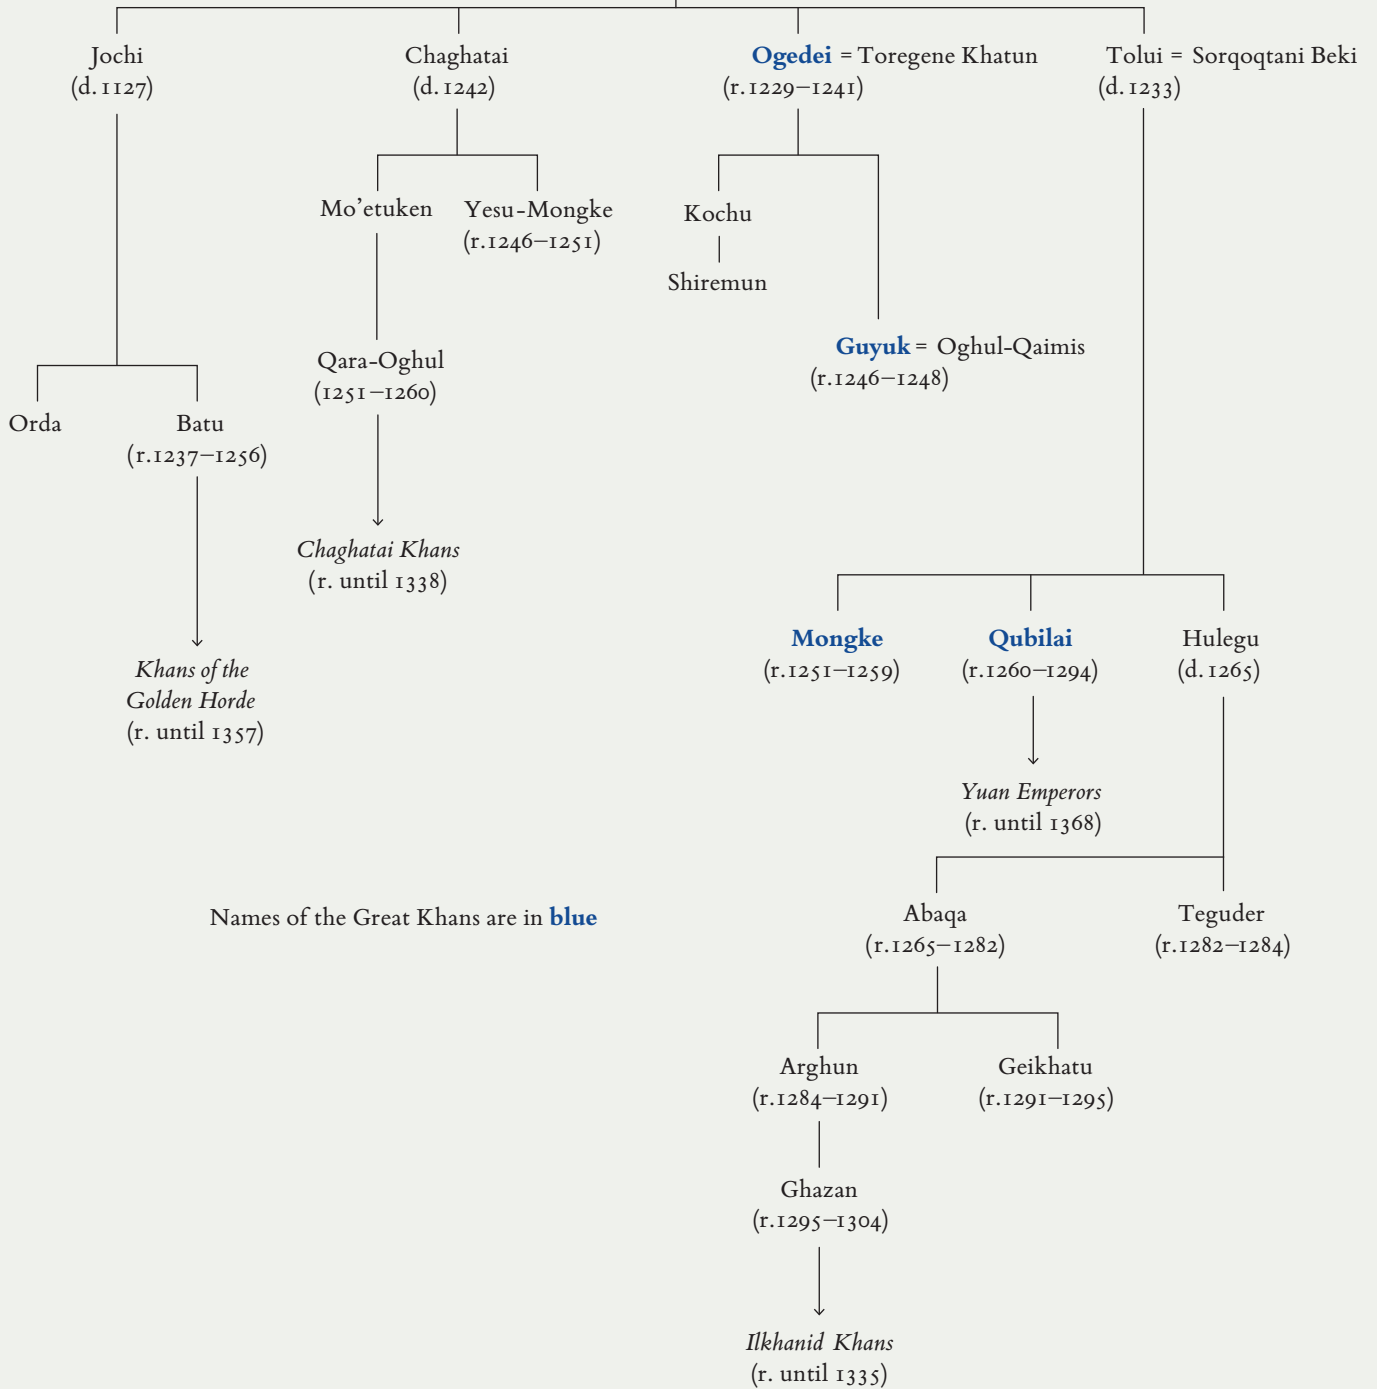 Jochi
(d. 1127)
Chaghatai
(d. 1242)
Ogedei = Toregene Khatun
(r.1229–1241)
Tolui = Sorqoqtani Beki
(d. 1233)
Mo’etuken
Yesu-Mongke
(r.1246–1251)
Kochu
Shiremun
Guyuk = Oghul-Qaimis
(r.1246–1248)
Qara-Oghul
(1251–1260)
Orda
Batu
(r.1237–1256)
Chaghatai Khans
(r. until 1338)
Khans of the
Golden Horde
(r. until 1357)
Mongke
(r.1251–1259)
Qubilai
(r.1260–1294)
Hulegu
(d. 1265)
Yuan Emperors
(r. until 1368)
Names of the Great Khans are in blue
Abaqa
(r.1265–1282)
Teguder
(r.1282–1284)
Arghun
(r.1284–1291)
Geikhatu
(r.1291–1295)
Ghazan
(r.1295–1304)
Ilkhanid Khans
(r. until 1335)